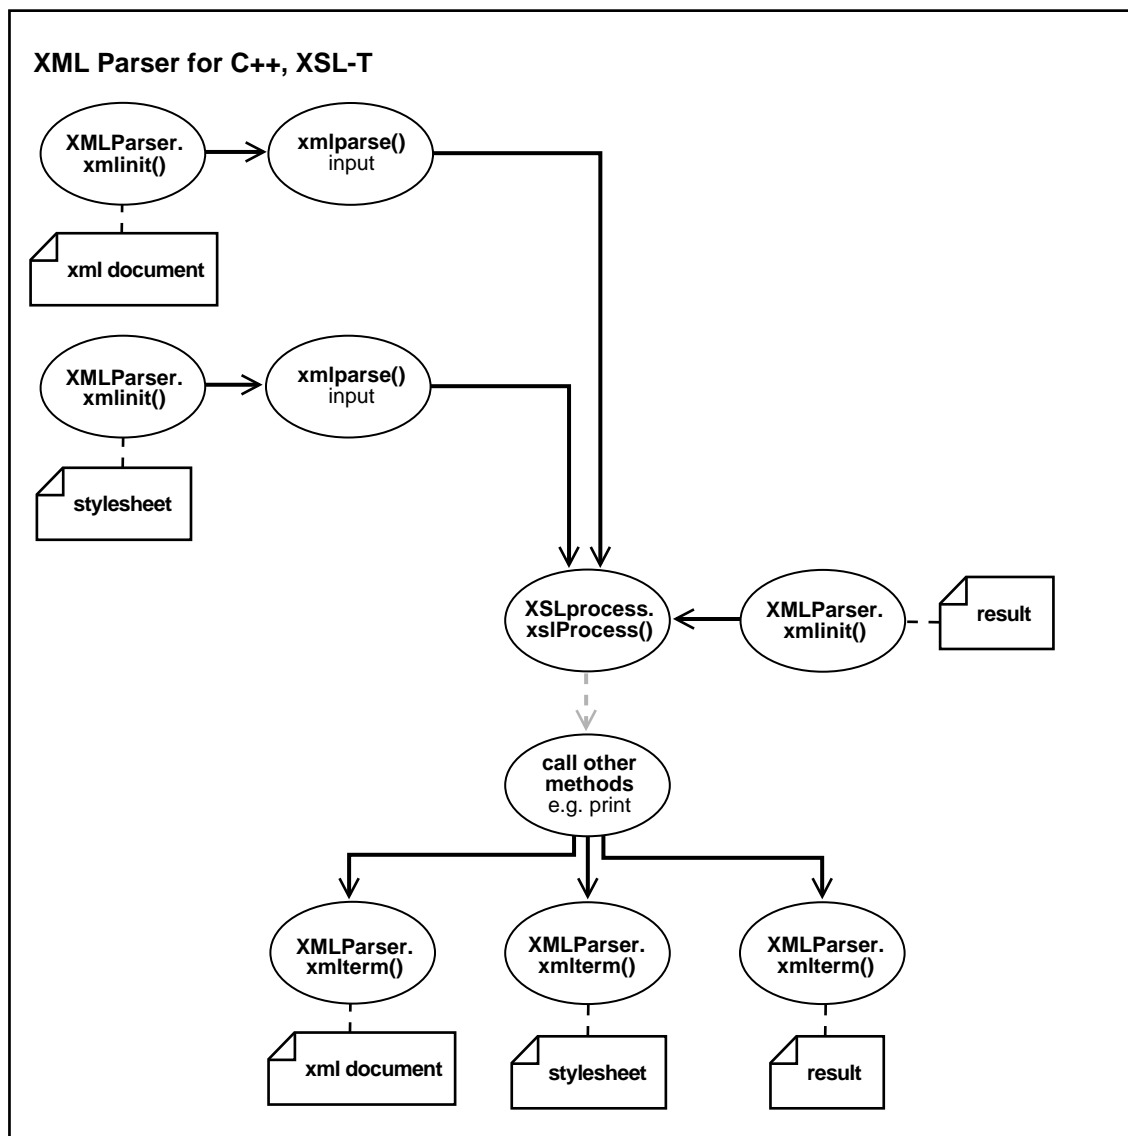 XML Parser for C++, XSL-T
XMLParser.
xmlinit()
xmlparse()
input
xml document
XMLParser.
xmlinit()
xmlparse()
input
stylesheet
XSLprocess.
xslProcess()
XMLParser.
xmlinit()
result
call other
methods
e.g. print
XMLParser.
xmlterm()
XMLParser.
xmlterm()
XMLParser.
xmlterm()
xml document
stylesheet
result